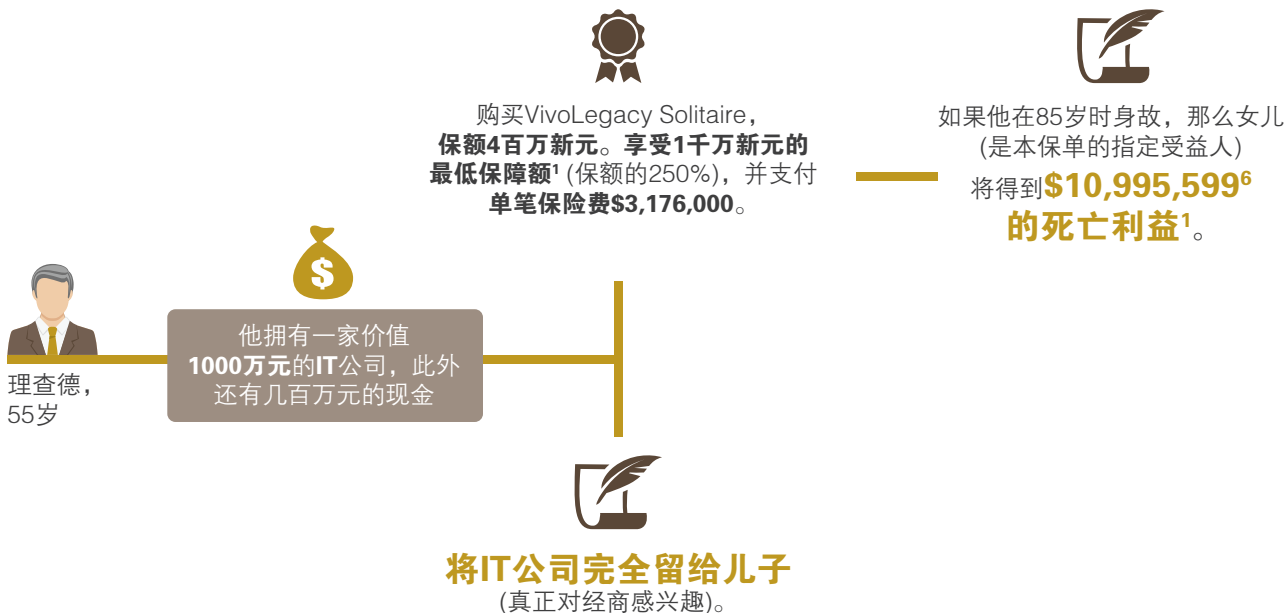 购买VivoLegacy Solitaire，
保额4百万新元。享受1千万新元的
最低保障额¹ (保额的250%)，并支付
单笔保险费$3,176,000。
如果他在85岁时身故，那么女儿
(是本保单的指定受益人)
将得到$10,995,599⁶
的死亡利益¹。
$
他拥有一家价值
1000万元的IT公司，此外
还有几百万元的现金
理查德，
55岁
将IT公司完全留给儿子
(真正对经商感兴趣)。